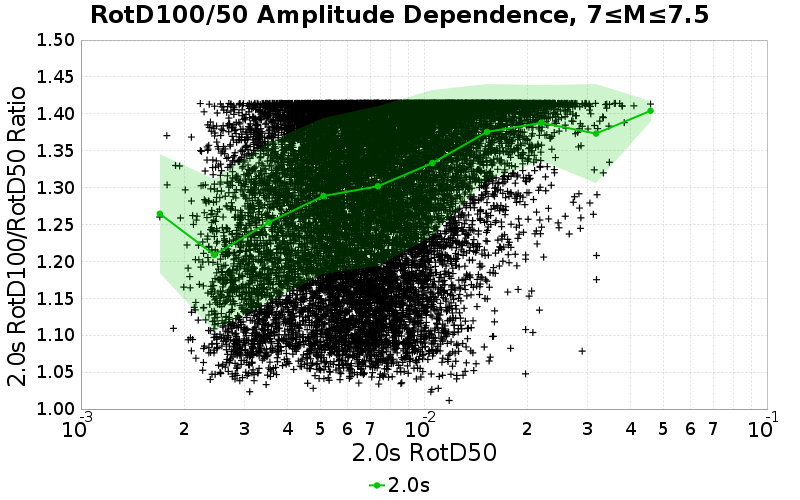 RotD100/50 Amplitude Dependence, 7≤M≤7.5
2.0s RotD100/RotD50 Ratio
1.50
1.45
1.40
1.35
1.30
1.25
1.20
1.15
1.10
1.05
1.00
10-3 2 3 4 5 6 7 10-2 2 3 4 5 6 7 10-1
2.0s RotD50
2.0s